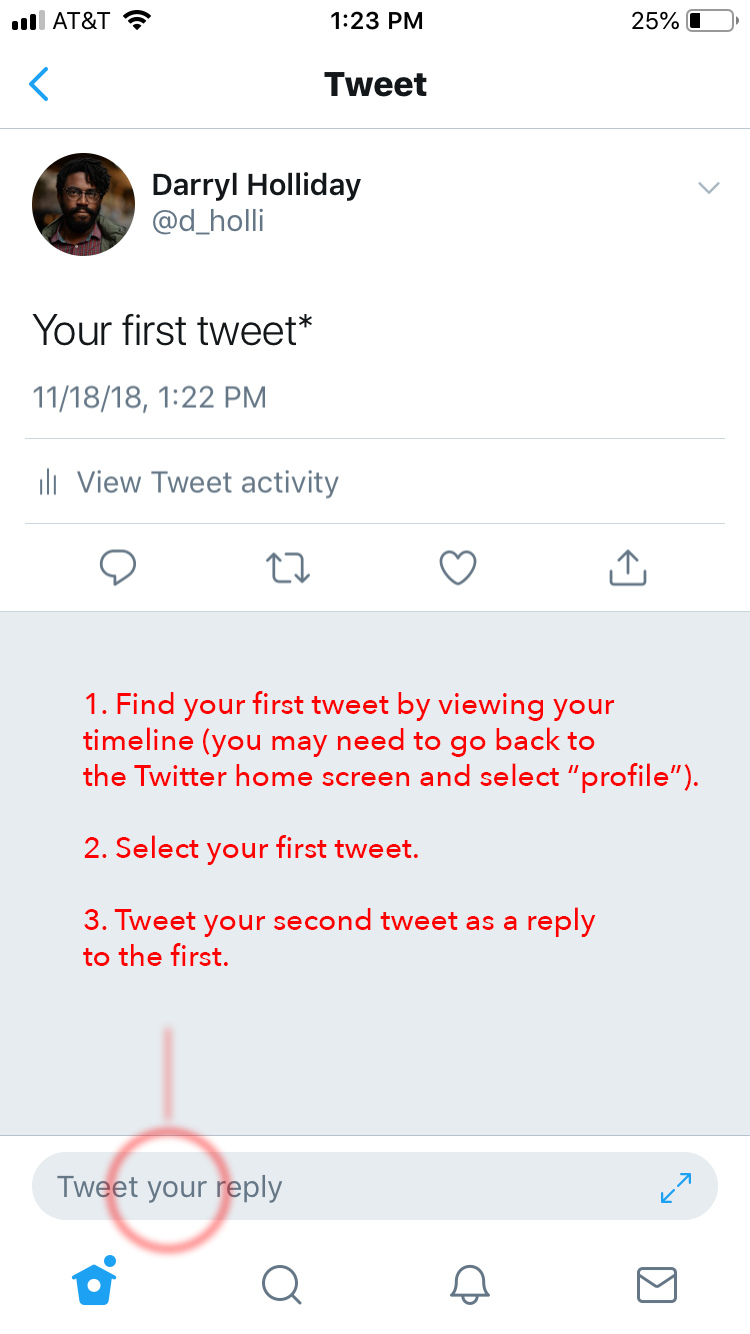 AT&T 1:23 PM 25%
Tweet
Darryl Holliday
@d_holli
Your first tweet*
11/18/18, 1:22 PM
View Tweet activity
1. Find your first tweet by viewing your
timeline (you may need to go back to
the Twitter home screen and select “profile”).
2. Select your first tweet.
3. Tweet your second tweet as a reply
to the first.
Tweet your reply